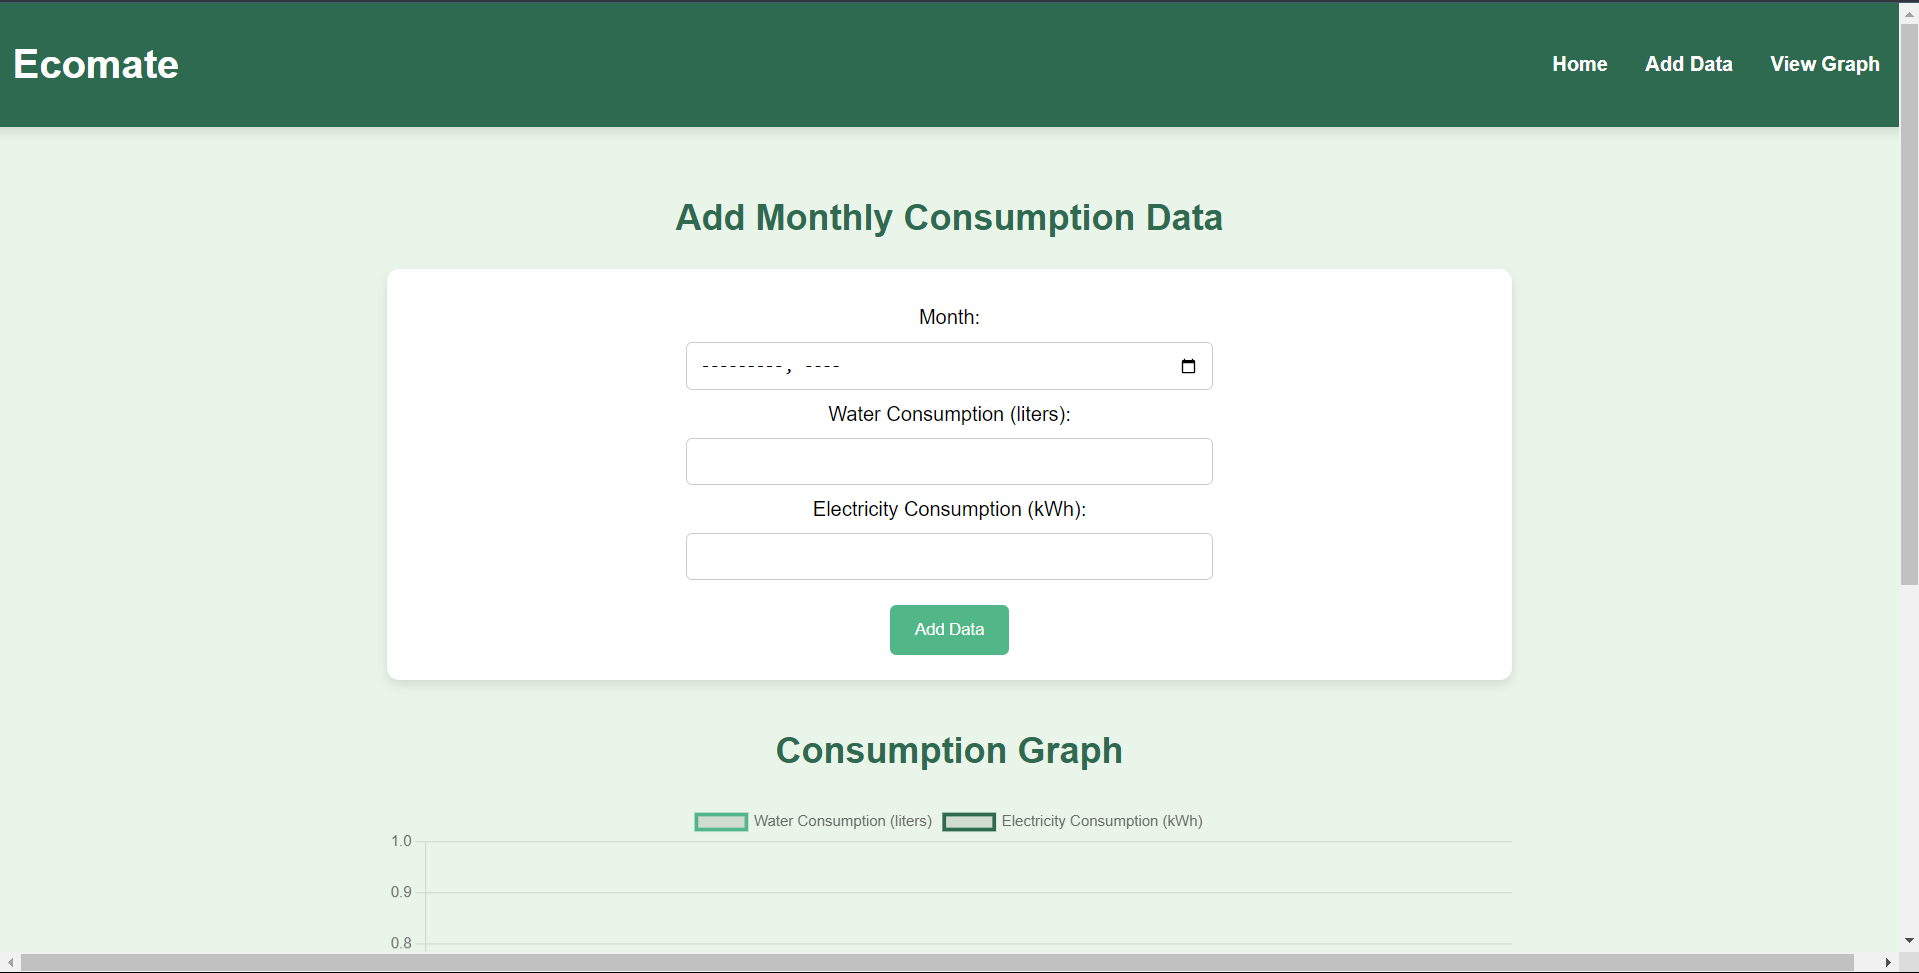 Ecomate
Home Add Data View Graph
Add Monthly Consumption Data
Month:
---------, ----
Water Consumption (liters):
Electricity Consumption (kWh):
Add Data
Consumption Graph
Water Consumption (liters) Electricity Consumption (kWh)
1.0
0.9
0.8